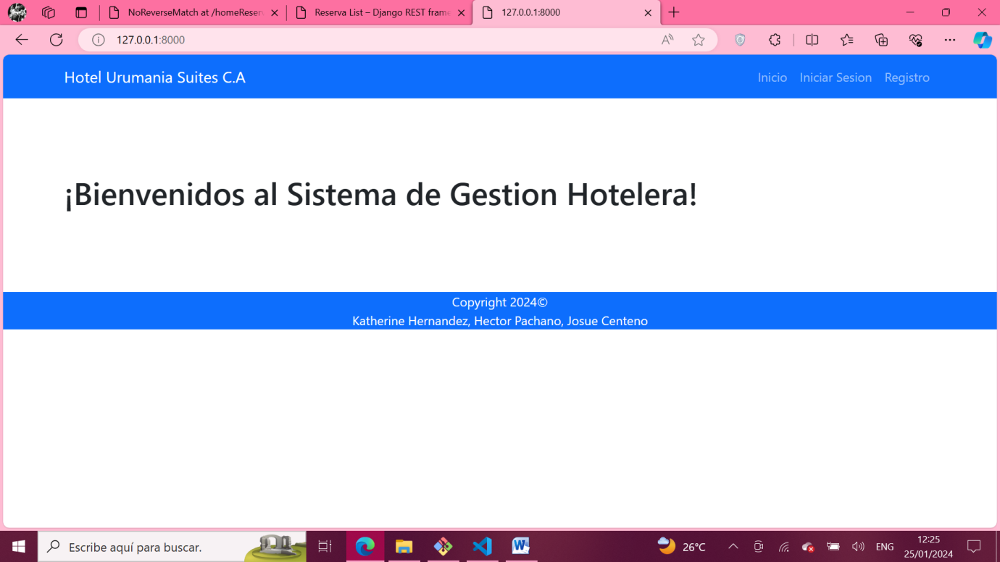 NoReverseMatch at /homeReserv
Reserva List – Django REST frame
127.0.0.1:8000
127.0.0.1:8000
Hotel Urumania Suites C.A
Inicio
Iniciar Sesion
Registro
¡Bienvenidos al Sistema de Gestion Hotelera!
Copyright 2024©
Katherine Hernandez, Hector Pachano, Josue Centeno
Escribe aquí para buscar.
26°C
ENG
12:25
25/01/2024